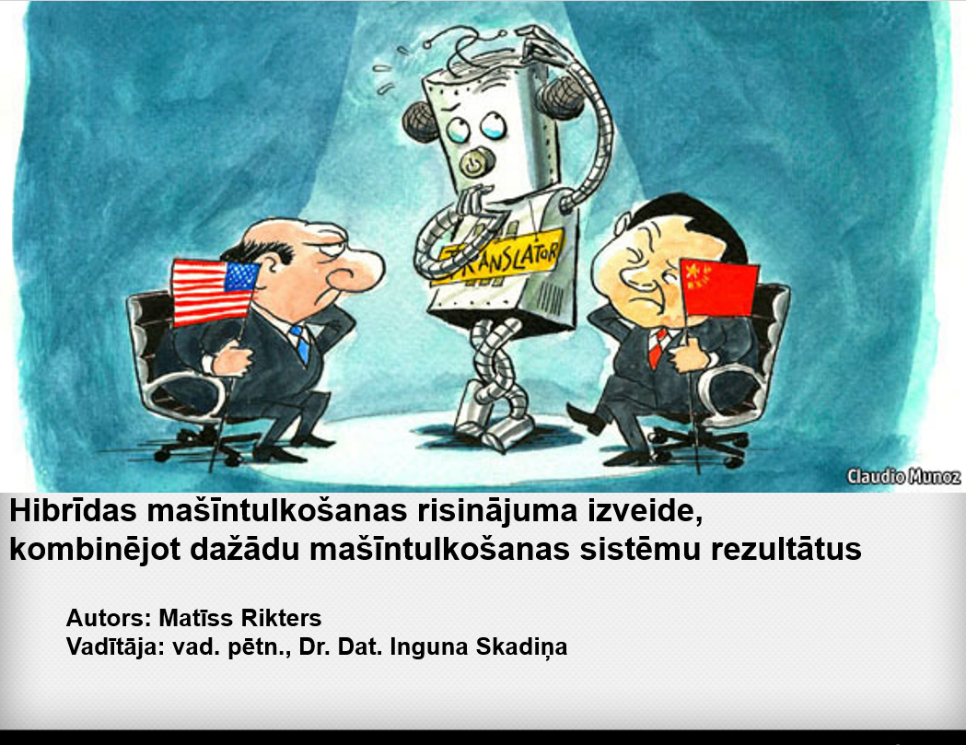 TRANSLATOR
Claudio Munoz
Hibrīdas mašīntulkošanas risinājuma izveide,
kombinējot dažādu mašīntulkošanas sistēmu rezultātus
Autors: Matīss Rikters
Vadītāja: vad. pētn., Dr. Dat. Inguna Skadiņa